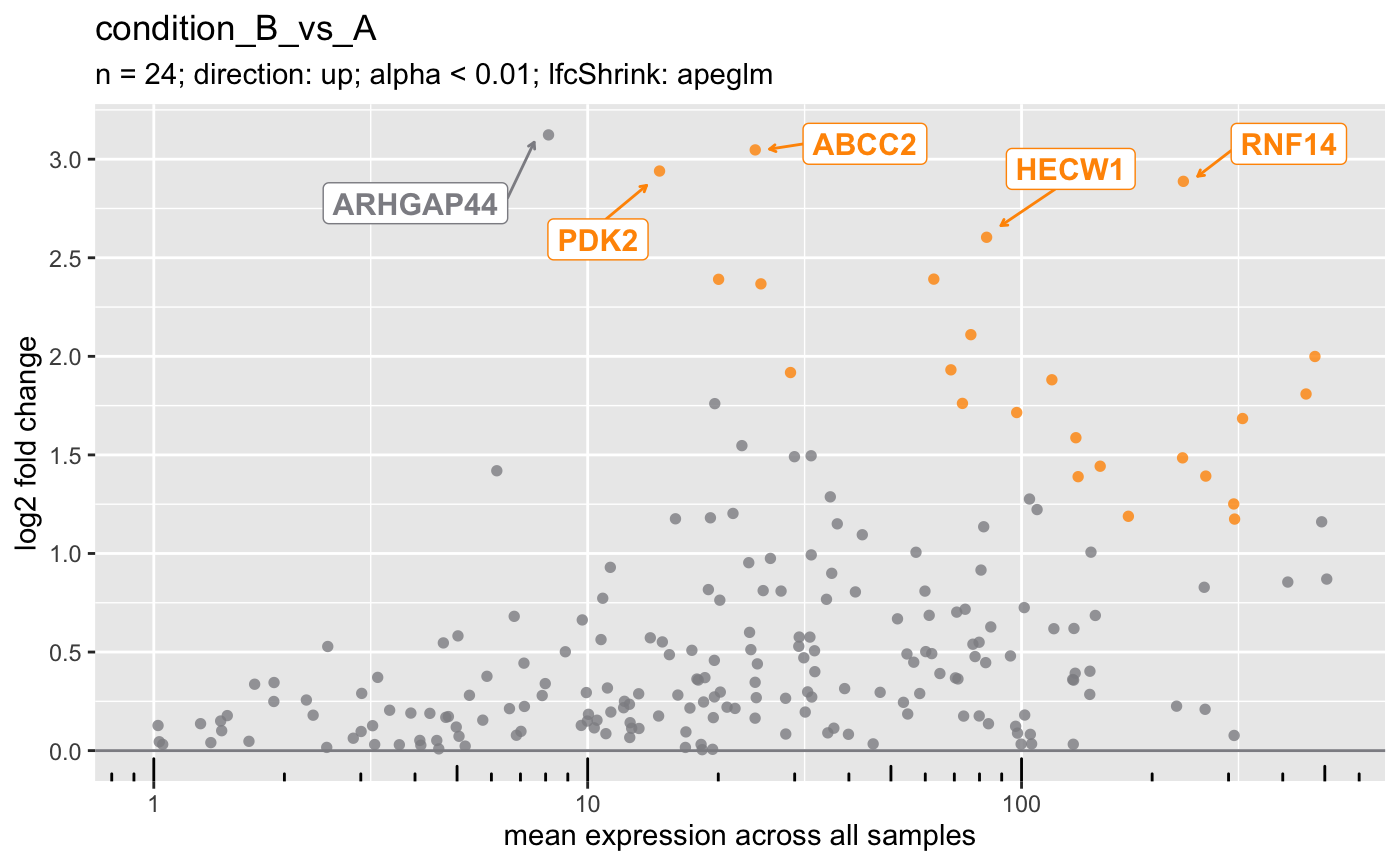 condition_B_vs_A
n = 24; direction: up; alpha < 0.01; lfcShrink: apeglm
log2 fold change
3.0
2.5
2.0
1.5
1.0
0.5
0.0
ARHGAP44
PDK2
ABCC2
HECW1
RNF14
1
10
100
mean expression across all samples